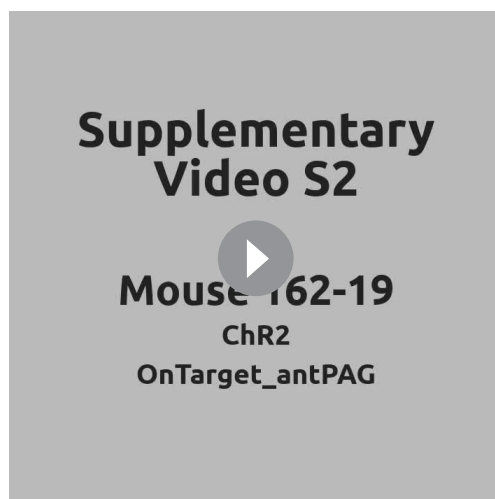 Supplementary
Video S2
Mouse 162-19
ChR2
OnTarget_antPAG